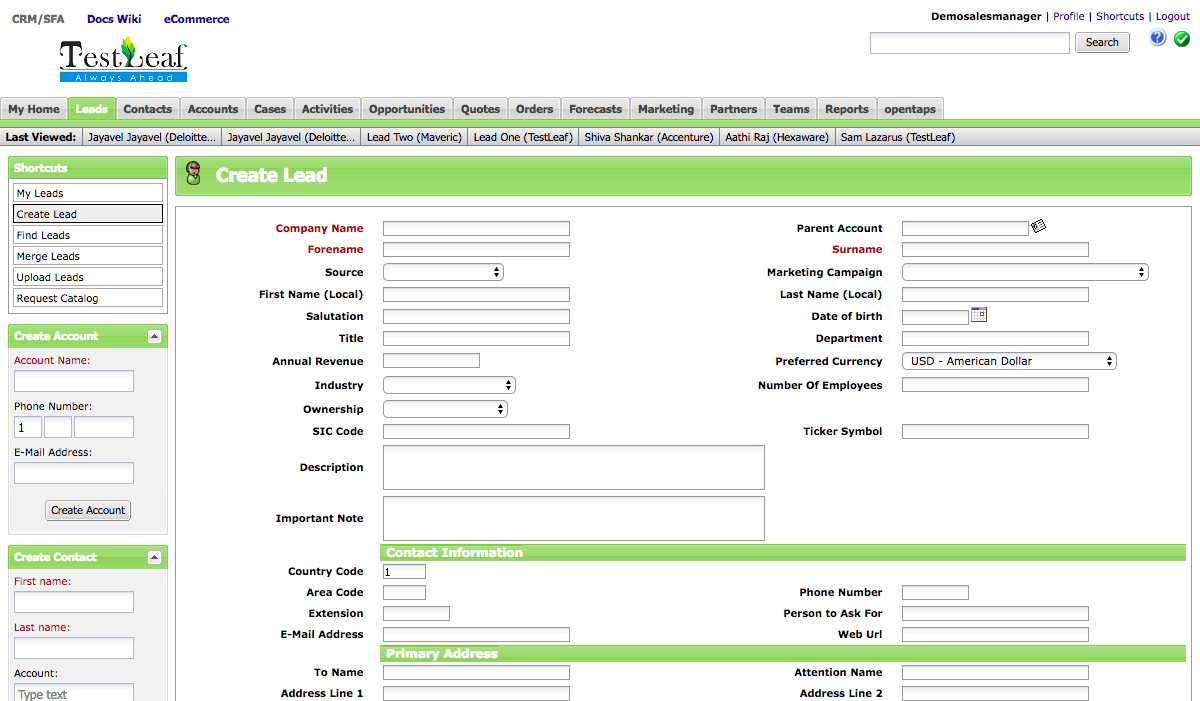 CRM/SFA Docs Wiki eCommerce
Demosalesmanager | Profile | Shortcuts | Logout
TestLeaf
Always Ahead
Search
My Home Leads Contacts Accounts Cases Activities Opportunities Quotes Orders Forecasts Marketing Partners Teams Reports opentaps
Last Viewed: Jayavel Jayavel (Deloitte... Jayavel Jayavel (Deloitte... Lead Two (Maveric) Lead One (TestLeaf) Shiva Shankar (Accenture) Aathi Raj (Hexaware) Sam Lazarus (TestLeaf)
Shortcuts
My Leads
Create Lead
Find Leads
Merge Leads
Upload Leads
Request Catalog
Create Account
Account Name:
Phone Number:
1
E-Mail Address:
Create Account
Create Contact
First name:
Last name:
Account:
Type text
Create Lead
Company Name Parent Account
Forename Surname
Source Marketing Campaign
First Name (Local) Last Name (Local)
Salutation Date of birth
Title Department
Annual Revenue Preferred Currency USD - American Dollar
Industry Number Of Employees
Ownership
SIC Code Ticker Symbol
Description
Important Note
Contact Information
Country Code 1
Area Code Phone Number
Extension Person to Ask For
E-Mail Address Web Url
Primary Address
To Name Attention Name
Address Line 1 Address Line 2